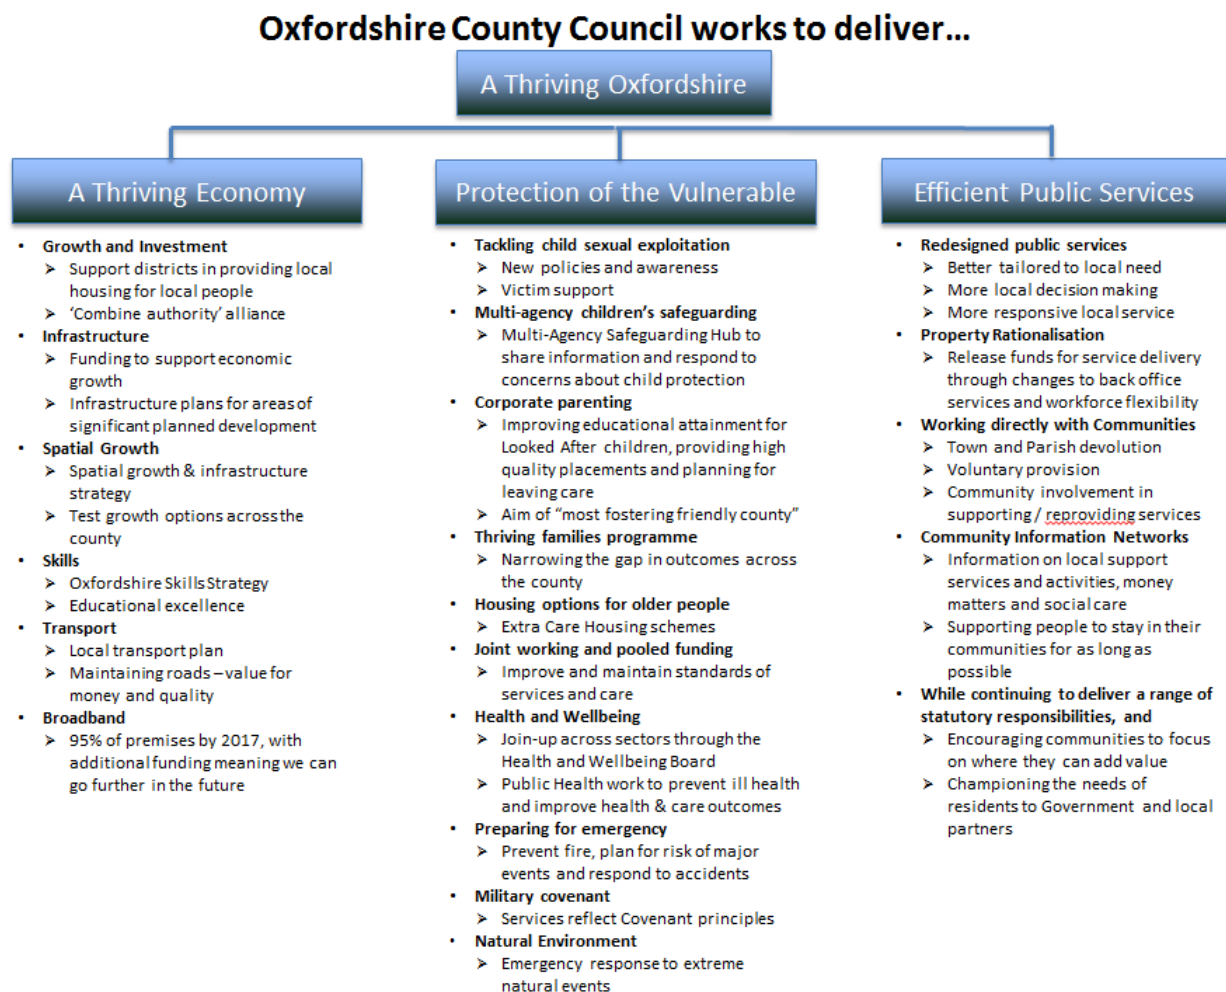 Oxfordshire County Council works to deliver...
A Thriving Oxfordshire
A Thriving Economy
• Growth and Investment
➤ Support districts in providing local
housing for local people
➤ ‘Combine authority’ alliance
• Infrastructure
➤ Funding to support economic
growth
➤ Infrastructure plans for areas of
significant planned development
• Spatial Growth
➤ Spatial growth & infrastructure
strategy
➤ Test growth options across the
county
• Skills
➤ Oxfordshire Skills Strategy
➤ Educational excellence
• Transport
➤ Local transport plan
➤ Maintaining roads – value for
money and quality
• Broadband
➤ 95% of premises by 2017, with
additional funding meaning we can
go further in the future
Protection of the Vulnerable
• Tackling child sexual exploitation
➤ New policies and awareness
➤ Victim support
• Multi-agency children’s safeguarding
➤ Multi-Agency Safeguarding Hub to
share information and respond to
concerns about child protection
• Corporate parenting
➤ Improving educational attainment for
Looked After children, providing high
quality placements and planning for
leaving care
➤ Aim of “most fostering friendly county”
• Thriving families programme
➤ Narrowing the gap in outcomes across
the county
• Housing options for older people
➤ Extra Care Housing schemes
• Joint working and pooled funding
➤ Improve and maintain standards of
services and care
• Health and Wellbeing
➤ Join-up across sectors through the
Health and Wellbeing Board
➤ Public Health work to prevent ill health
and improve health & care outcomes
• Preparing for emergency
➤ Prevent fire, plan for risk of major
events and respond to accidents
• Military covenant
➤ Services reflect Covenant principles
• Natural Environment
➤ Emergency response to extreme
natural events
Efficient Public Services
• Redesigned public services
➤ Better tailored to local need
➤ More local decision making
➤ More responsive local service
• Property Rationalisation
➤ Release funds for service delivery
through changes to back office
services and workforce flexibility
• Working directly with Communities
➤ Town and Parish devolution
➤ Voluntary provision
➤ Community involvement in
supporting / reproviding services
• Community Information Networks
➤ Information on local support
services and activities, money
matters and social care
➤ Supporting people to stay in their
communities for as long as
possible
• While continuing to deliver a range of
statutory responsibilities, and
➤ Encouraging communities to focus
on where they can add value
➤ Championing the needs of
residents to Government and local
partners